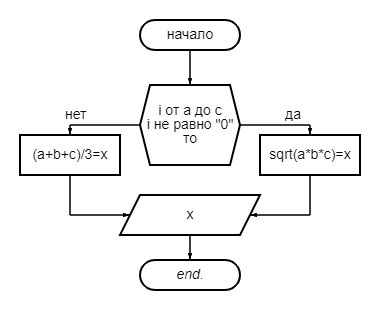 начало
i от a до c
i не равно "0"
то
нет
да
(a+b+c)/3=x
sqrt(a*b*c)=x
x
end.